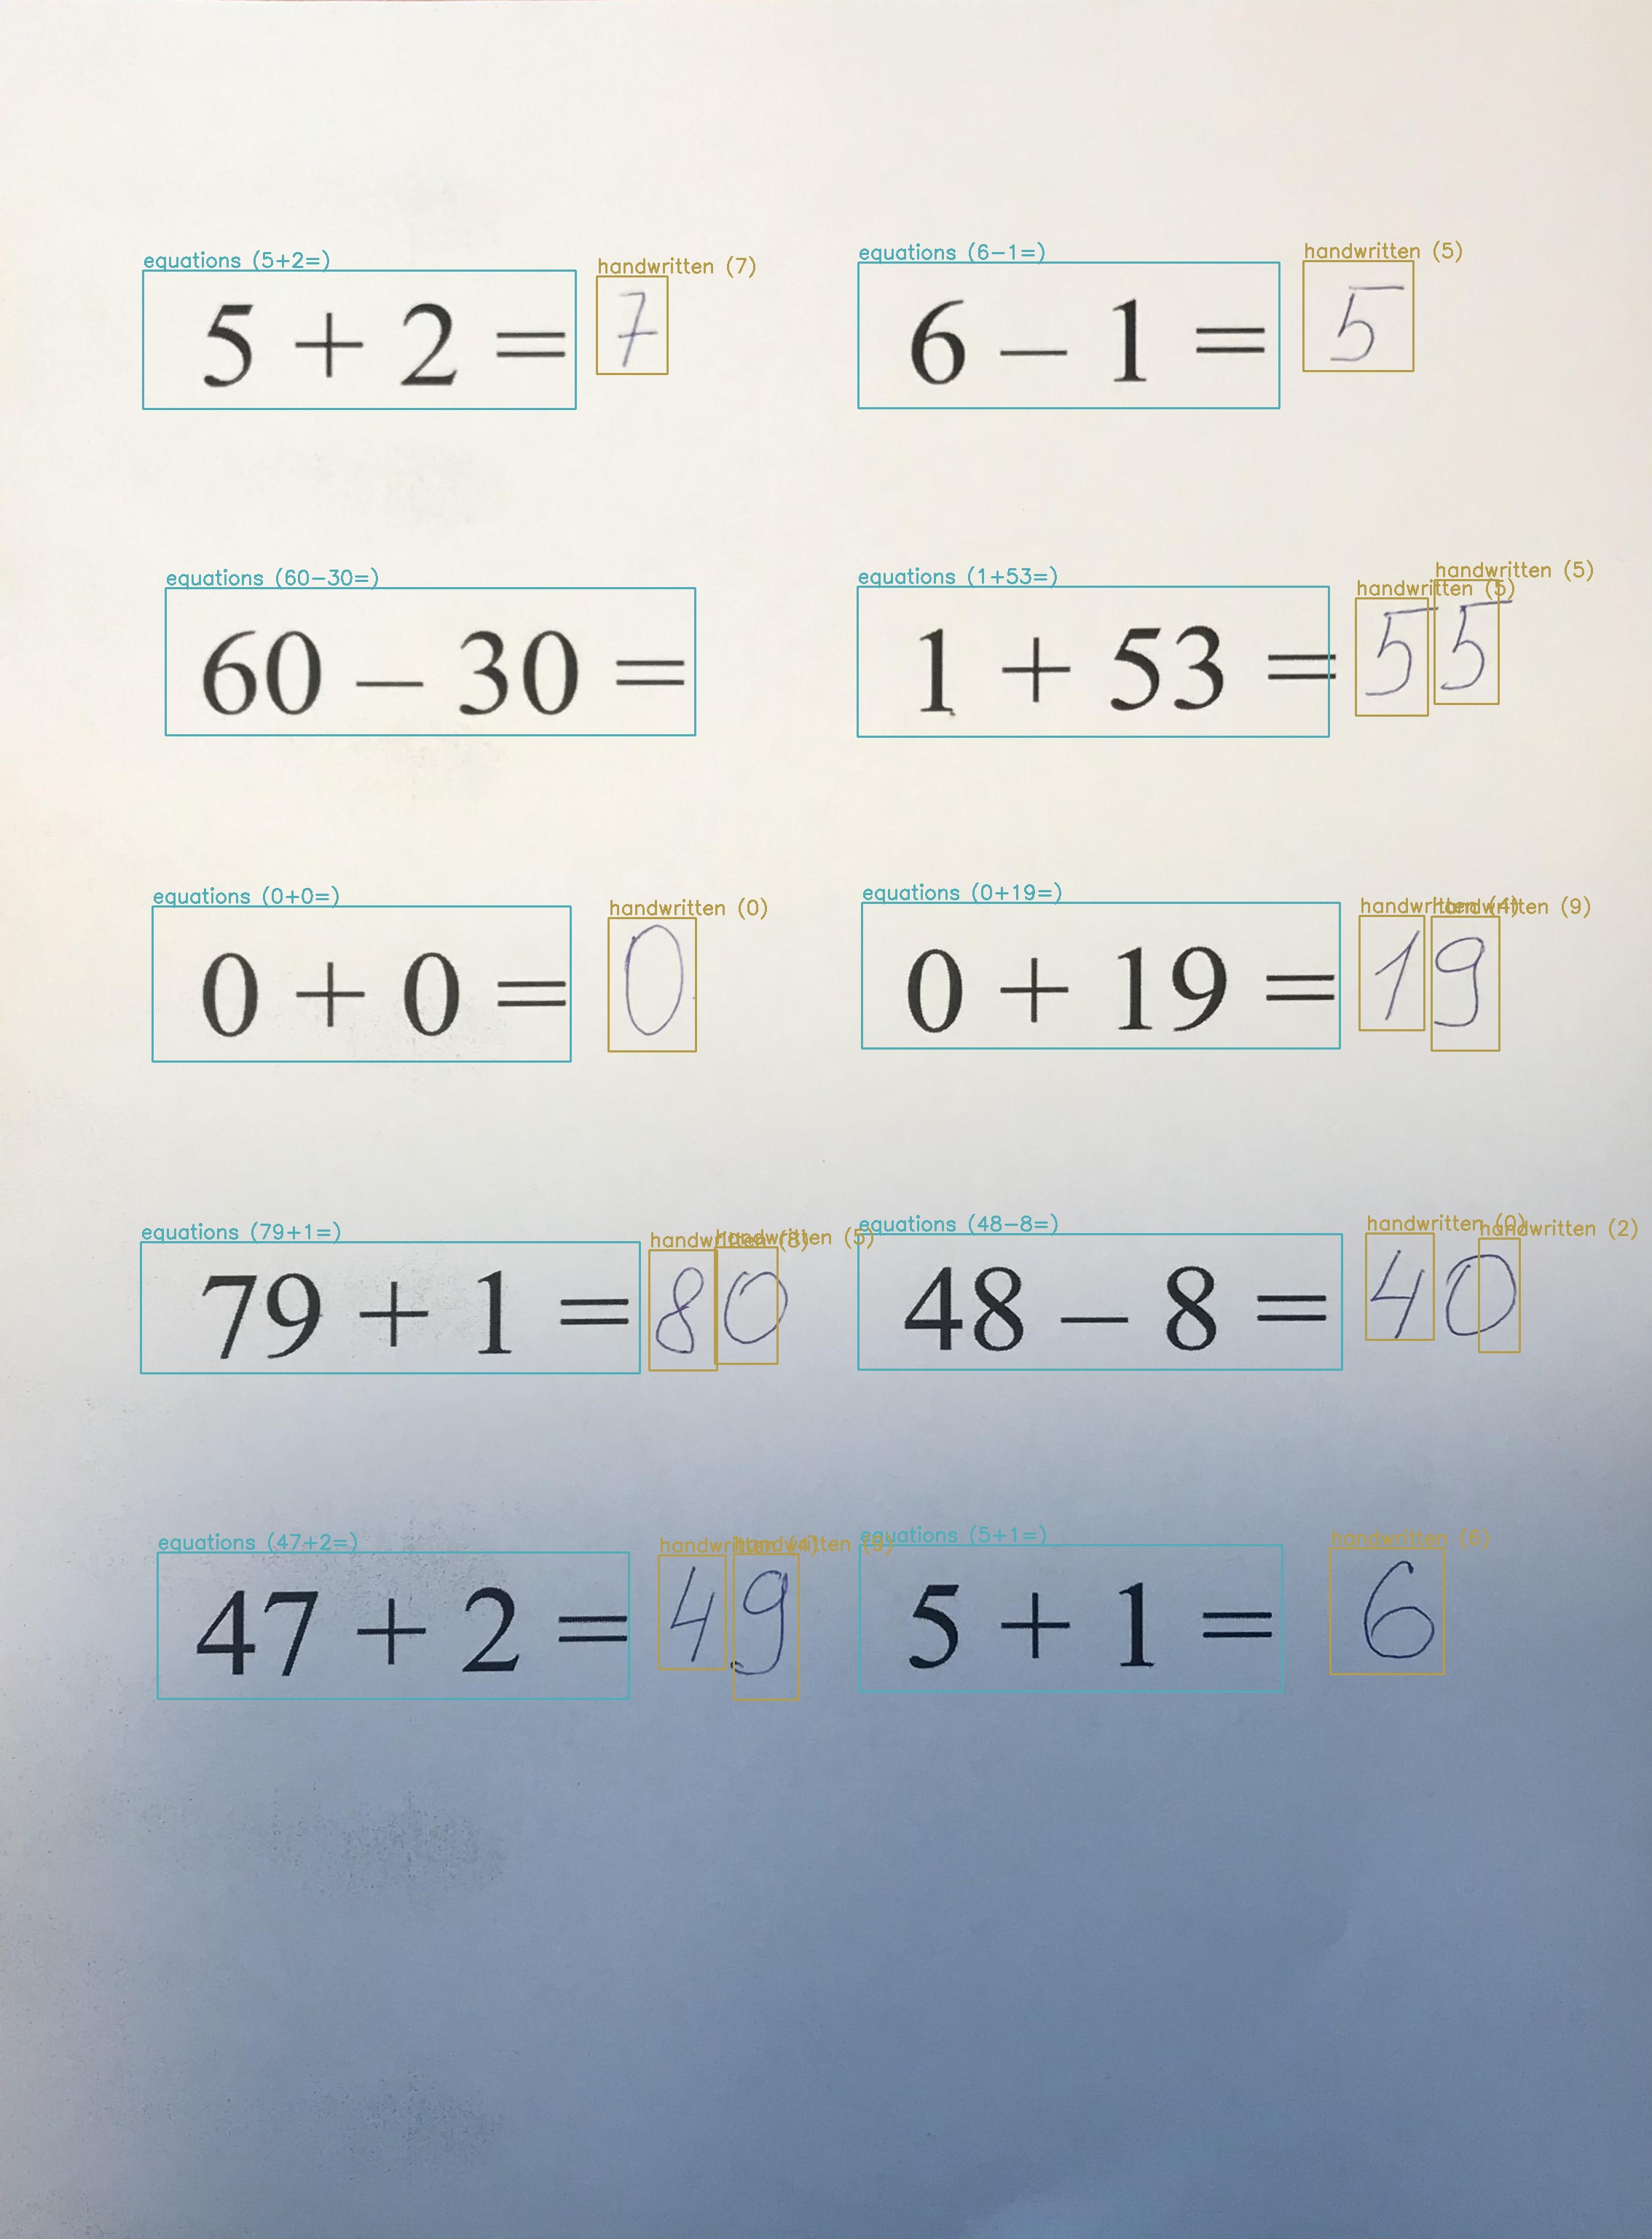 equations (5+2=) handwritten (7) equations (6-1=) handwritten (5)
5 + 2 = 7 6 – 1 = 5
equations (60-30=) equations (1+53=) handwritten (5) handwritten (5)
60 – 30 = 1 + 53 = 55
equations (0+0=) handwritten (0) equations (0+19=) handwritten (4) handwritten (9)
0 + 0 = 0 0 + 19 = 19
equations (79+1=) handwritten (8) handwritten (5) equations (48-8=) handwritten (0) handwritten (2)
79 + 1 = 80 48 – 8 = 40
equations (47+2=) handwritten (4) handwritten (9) equations (5+1=) handwritten (6)
47 + 2 = 49 5 + 1 = 6